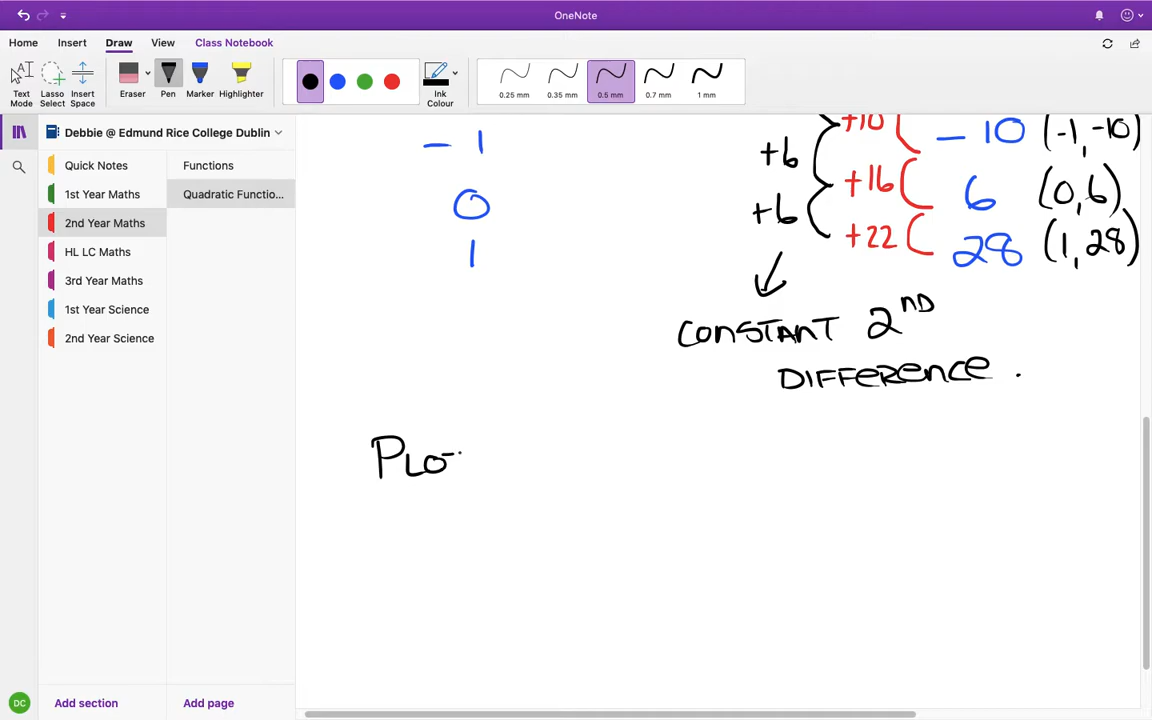 OneNote
Home Insert Draw View Class Notebook
Text Mode Lasso Select Insert Space Eraser Pen Marker Highlighter Ink Colour 0.25 mm 0.35 mm 0.5 mm 0.7 mm 1 mm
Debbie @ Edmund Rice College Dublin
Quick Notes
1st Year Maths
2nd Year Maths
HL LC Maths
3rd Year Maths
1st Year Science
2nd Year Science
Functions
Quadratic Functio...
-1 +6 +10 -10 (-1,-10)
0 +6 +16 6 (0,6)
1 +22 28 (1,28)
CONSTANT 2ND
DIFFERENCE.
PLO
DC Add section Add page